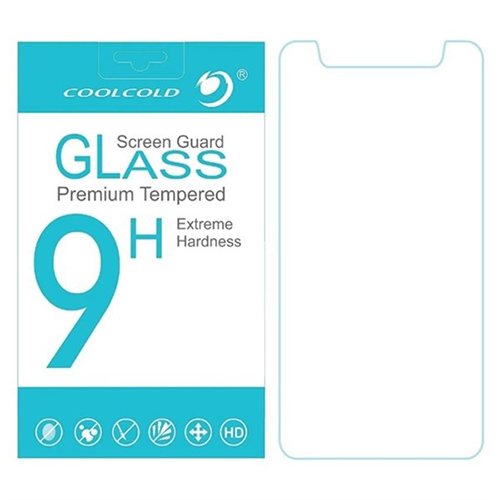 COOLCOLD ®
Screen Guard
GLASS
Premium Tempered
9H
Extreme
Hardness
HD